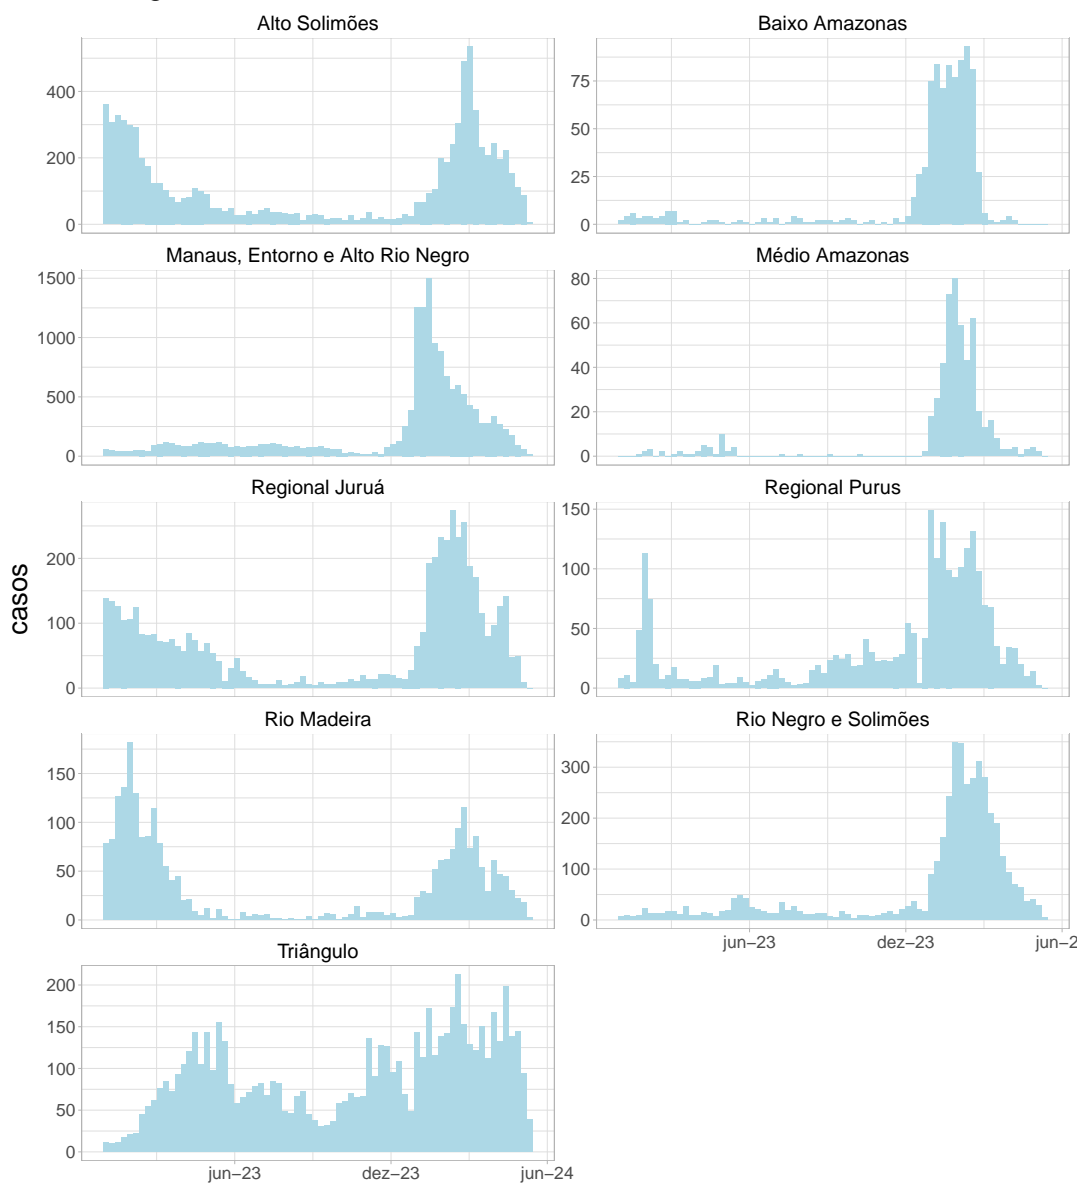 Alto Solimões
Baixo Amazonas
400
200
0
75
50
25
0
Manaus, Entorno e Alto Rio Negro
Médio Amazonas
1500
1000
500
0
80
60
40
20
0
Regional Juruá
Regional Purus
200
100
0
150
100
50
0
casos
Rio Madeira
Rio Negro e Solimões
150
100
50
0
300
200
100
0
jun−23
dez−23
jun−2
Triângulo
200
150
100
50
0
jun−23
dez−23
jun−24